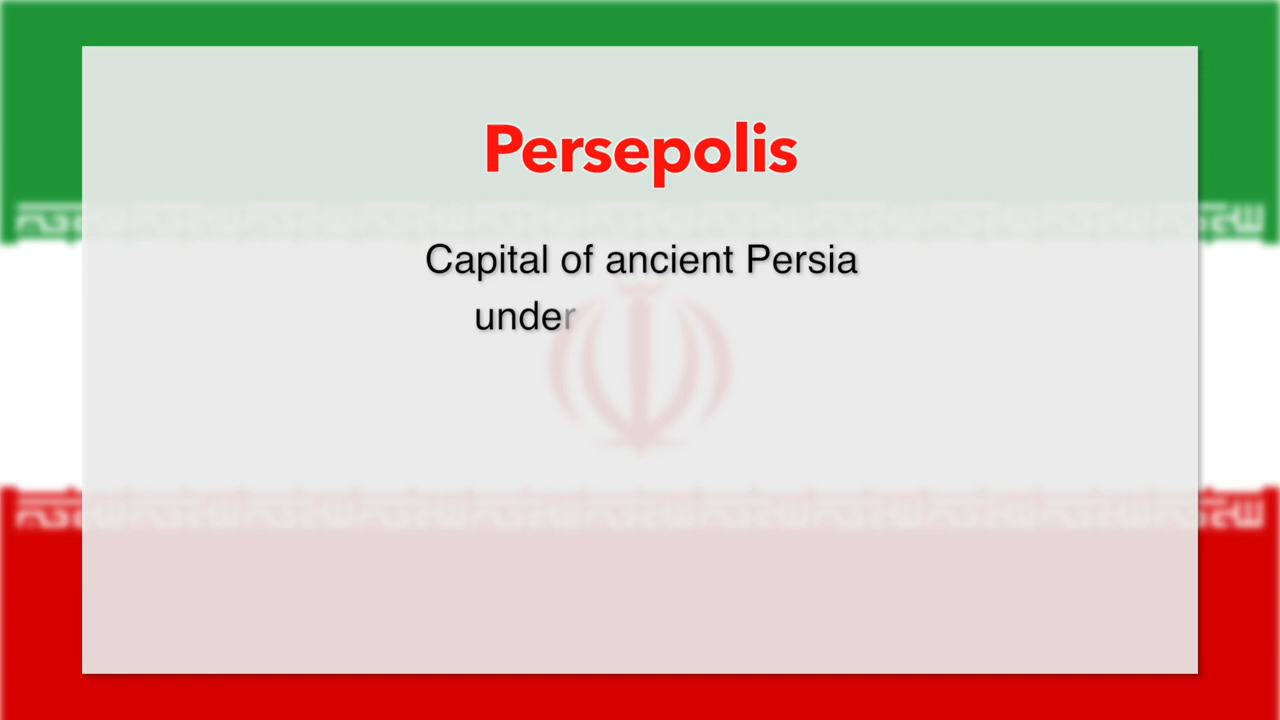 Persepolis
Capital of ancient Persia
under